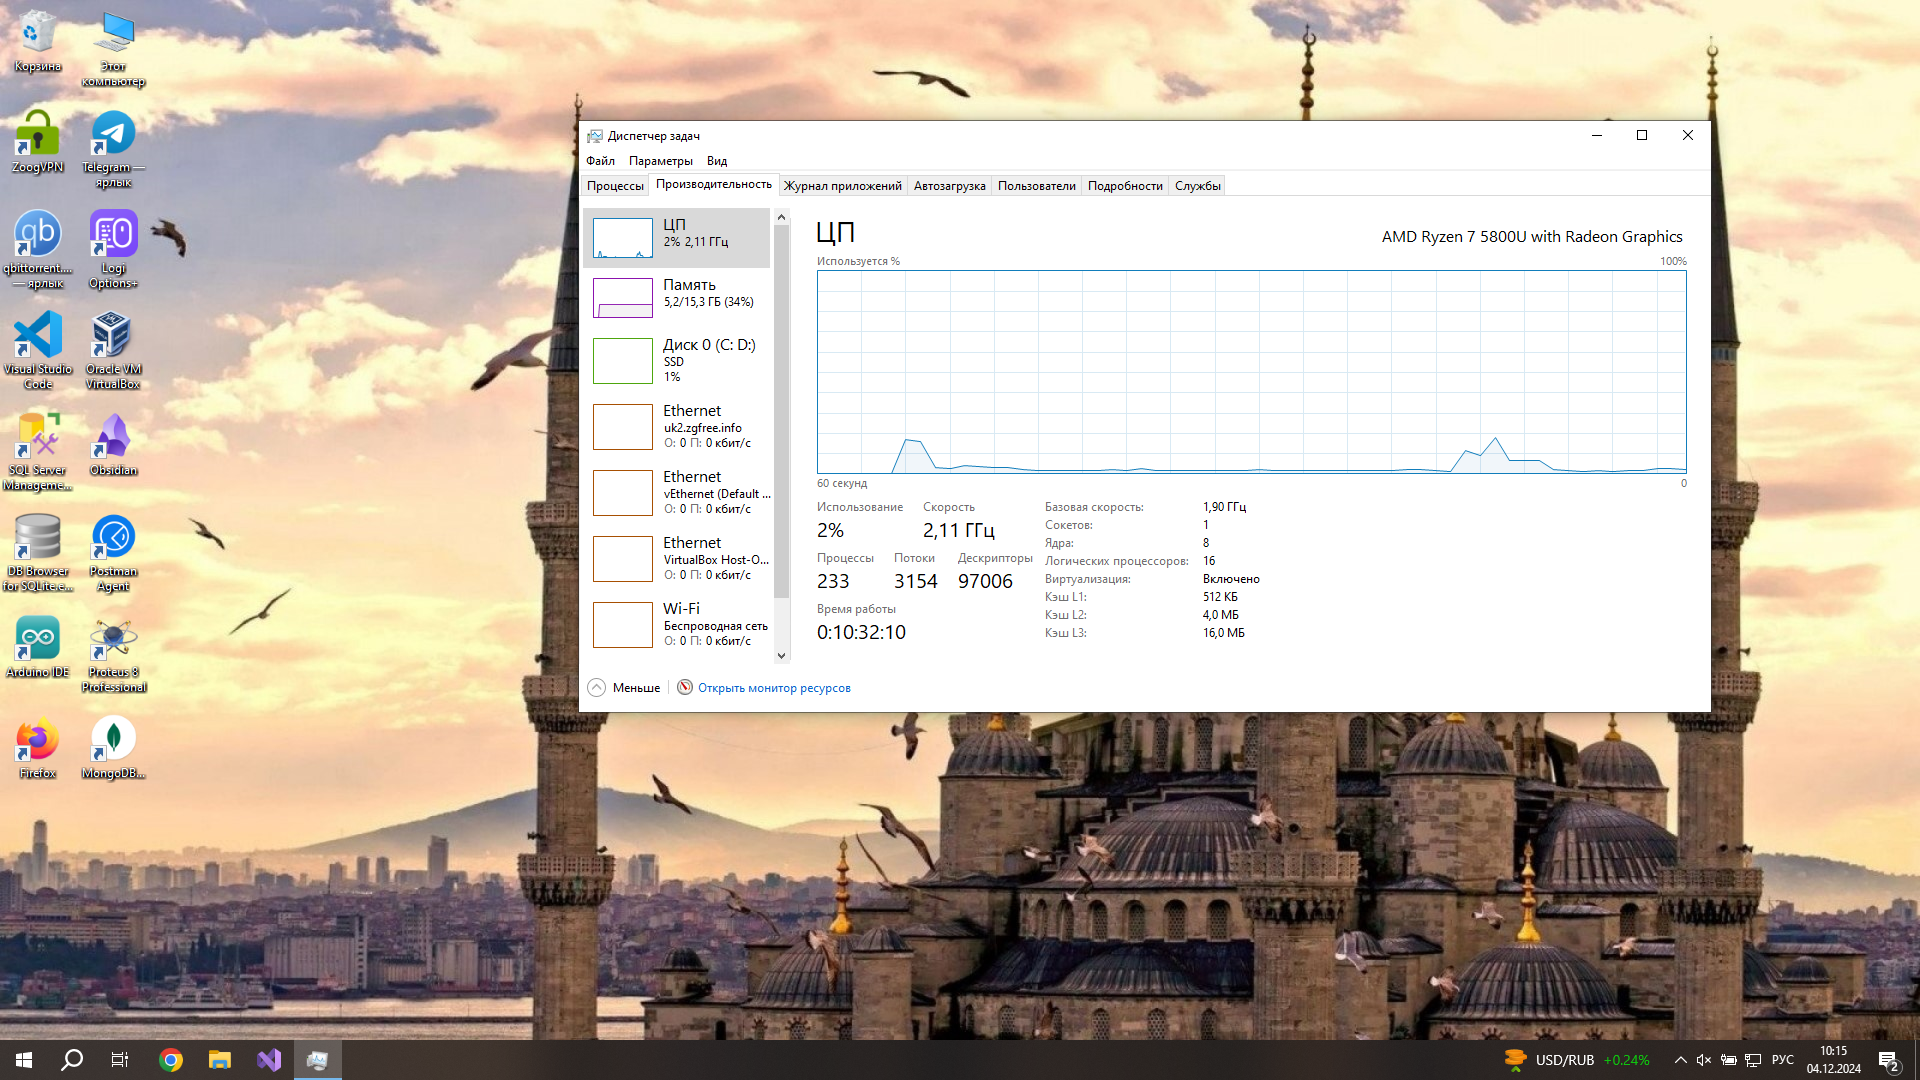 Корзина
Этот
компьютер
ZoogVPN
Telegram —
ярлык
qbittorrent....
— ярлык
Logi
Options+
Visual Studio
Code
Oracle VM
VirtualBox
SQL Server
Manageme...
Obsidian
DB Browser
for SQLite.e...
Postman
Agent
Arduino IDE
Proteus 8
Professional
Firefox
MongoDB...
Диспетчер задач
Файл Параметры Вид
Процессы Производительность Журнал приложений Автозагрузка Пользователи Подробности Службы
ЦП
2% 2,11 ГГц
Память
5,2/15,3 ГБ (34%)
Диск 0 (C: D:)
SSD
1%
Ethernet
uk2.zgfree.info
О: 0 П: 0 кбит/с
Ethernet
vEthernet (Default ...
О: 0 П: 0 кбит/с
Ethernet
VirtualBox Host-O...
О: 0 П: 0 кбит/с
Wi-Fi
Беспроводная сеть
О: 0 П: 0 кбит/с
ЦП
AMD Ryzen 7 5800U with Radeon Graphics
Используется % 100%
60 секунд 0
Использование Скорость
2% 2,11 ГГц
Процессы Потоки Дескрипторы
233 3154 97006
Время работы
0:10:32:10
Базовая скорость: 1,90 ГГц
Сокетов: 1
Ядра: 8
Логических процессоров: 16
Виртуализация: Включено
Кэш L1: 512 КБ
Кэш L2: 4,0 МБ
Кэш L3: 16,0 МБ
Меньше Открыть монитор ресурсов
USD/RUB +0.24%
РУС
10:15
04.12.2024
2